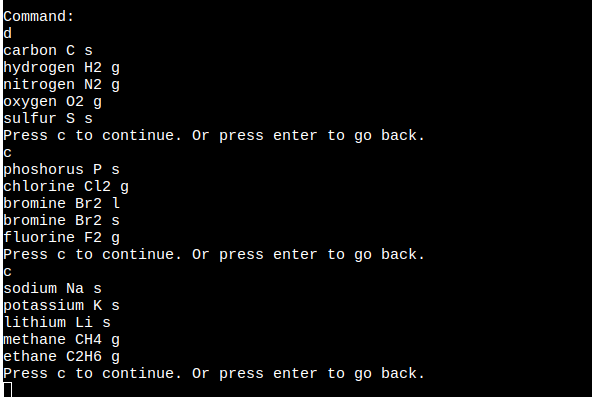 Command:
d
carbon C s
hydrogen H2 g
nitrogen N2 g
oxygen O2 g
sulfur S s
Press c to continue. Or press enter to go back.
c
phoshorus P s
chlorine Cl2 g
bromine Br2 l
bromine Br2 s
fluorine F2 g
Press c to continue. Or press enter to go back.
c
sodium Na s
potassium K s
lithium Li s
methane CH4 g
ethane C2H6 g
Press c to continue. Or press enter to go back.